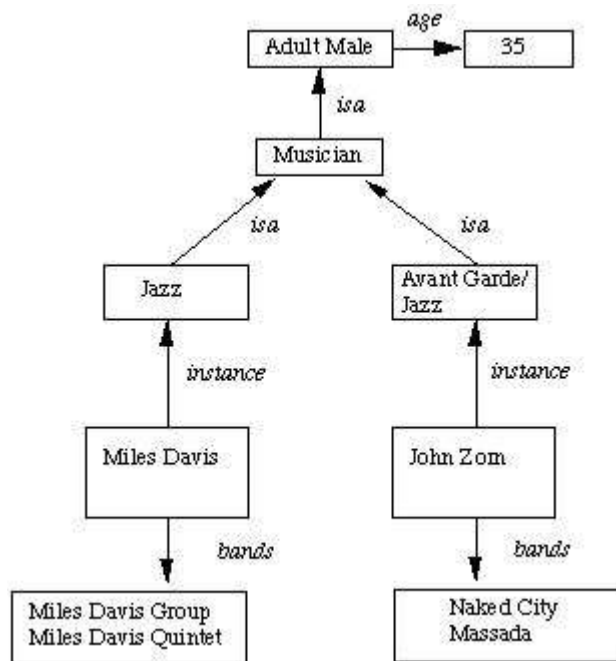 age
Adult Male
35
isa
Musician
isa
isa
Jazz
Avant Garde/
Jazz
instance
instance
Miles Davis
John Zorn
bands
bands
Miles Davis Group
Miles Davis Quintet
Naked City
Massada